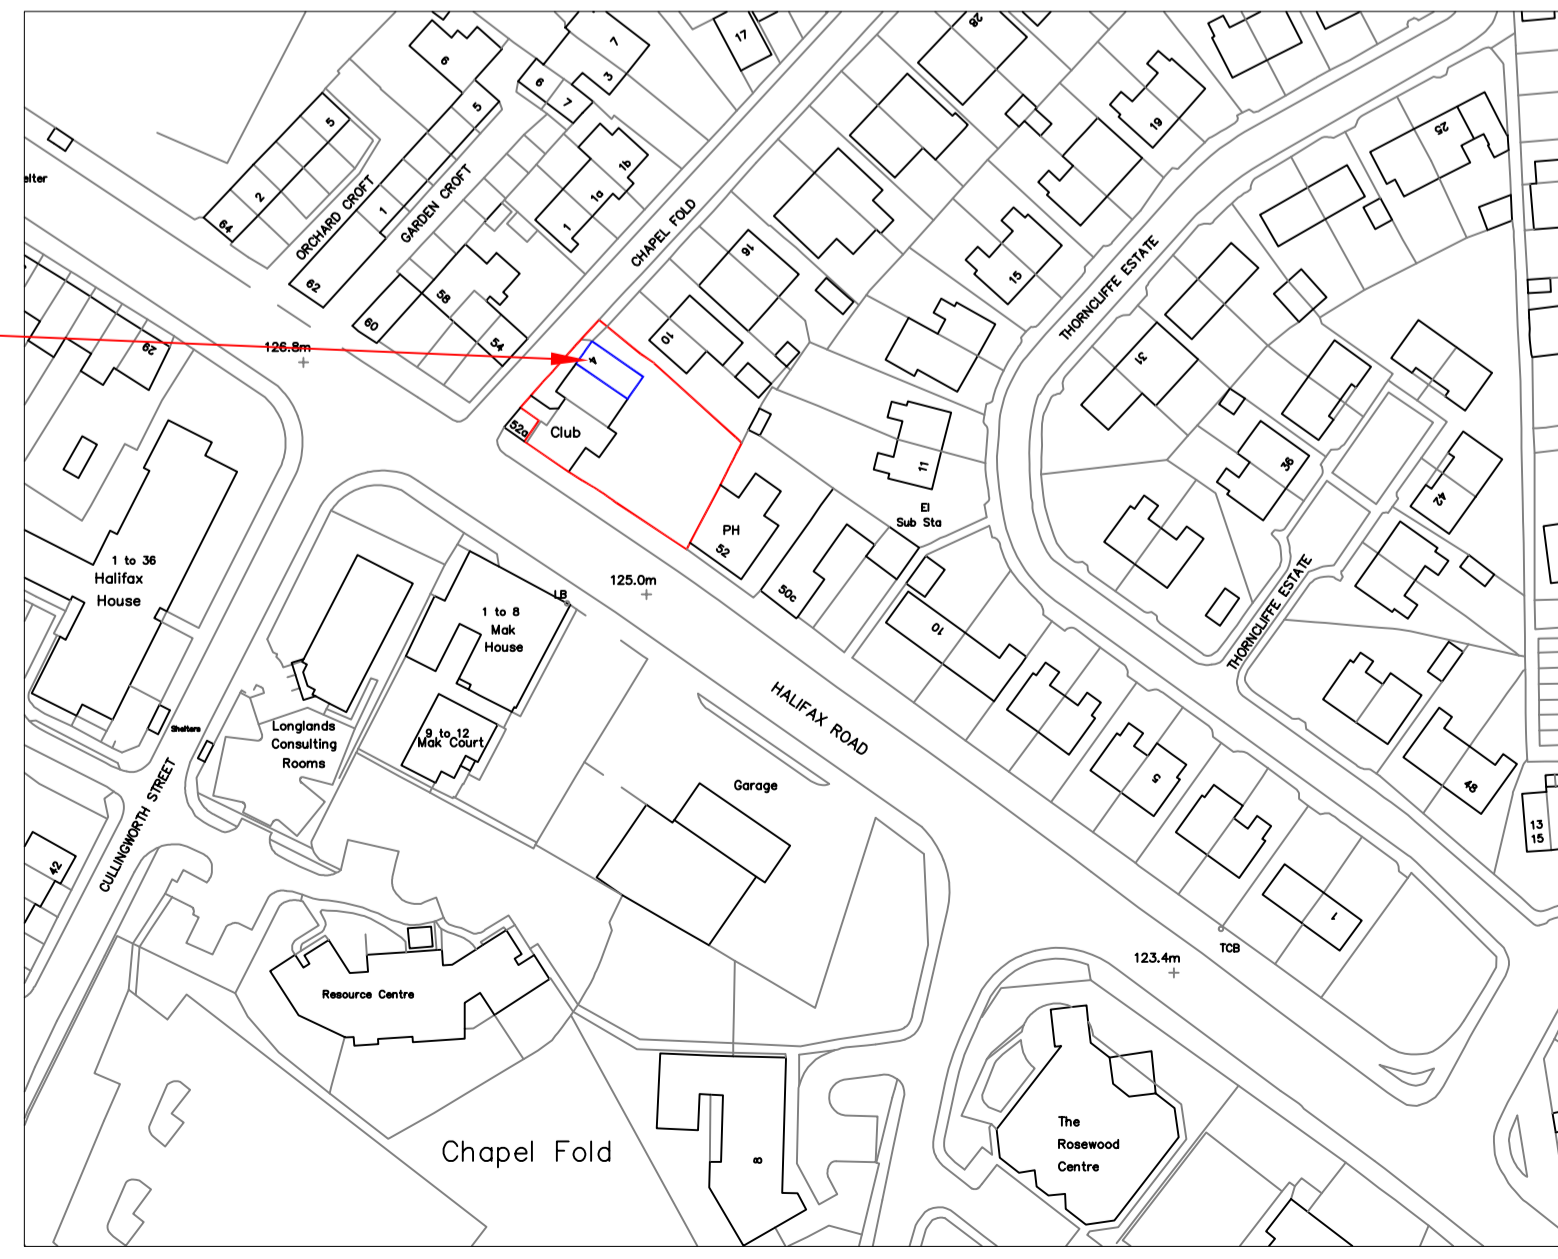 6
7
3
17
28
5
6
7
5
19
25
elter
2
1
1b
1a
1
64
ORCHARD CROFT
GARDEN CROFT
CHAPEL FOLD
16
15
THORNCLIFFE ESTATE
62
58
60
54
10
126.8m
29
4
31
52a
Club
11
36
42
El
Sub Sta
PH
52
1 to 36
Halifax
House
125.0m
LB
50c
1 to 8
Mak
House
10
THORNCLIFFE ESTATE
Shelters
Longlands
Consulting
Rooms
9 to 12
Mak Court
HALIFAX ROAD
Garage
5
48
13
15
CULLINGWORTH STREET
42
1
TCB
123.4m
Resource Centre
Chapel Fold
8
The
Rosewood
Centre